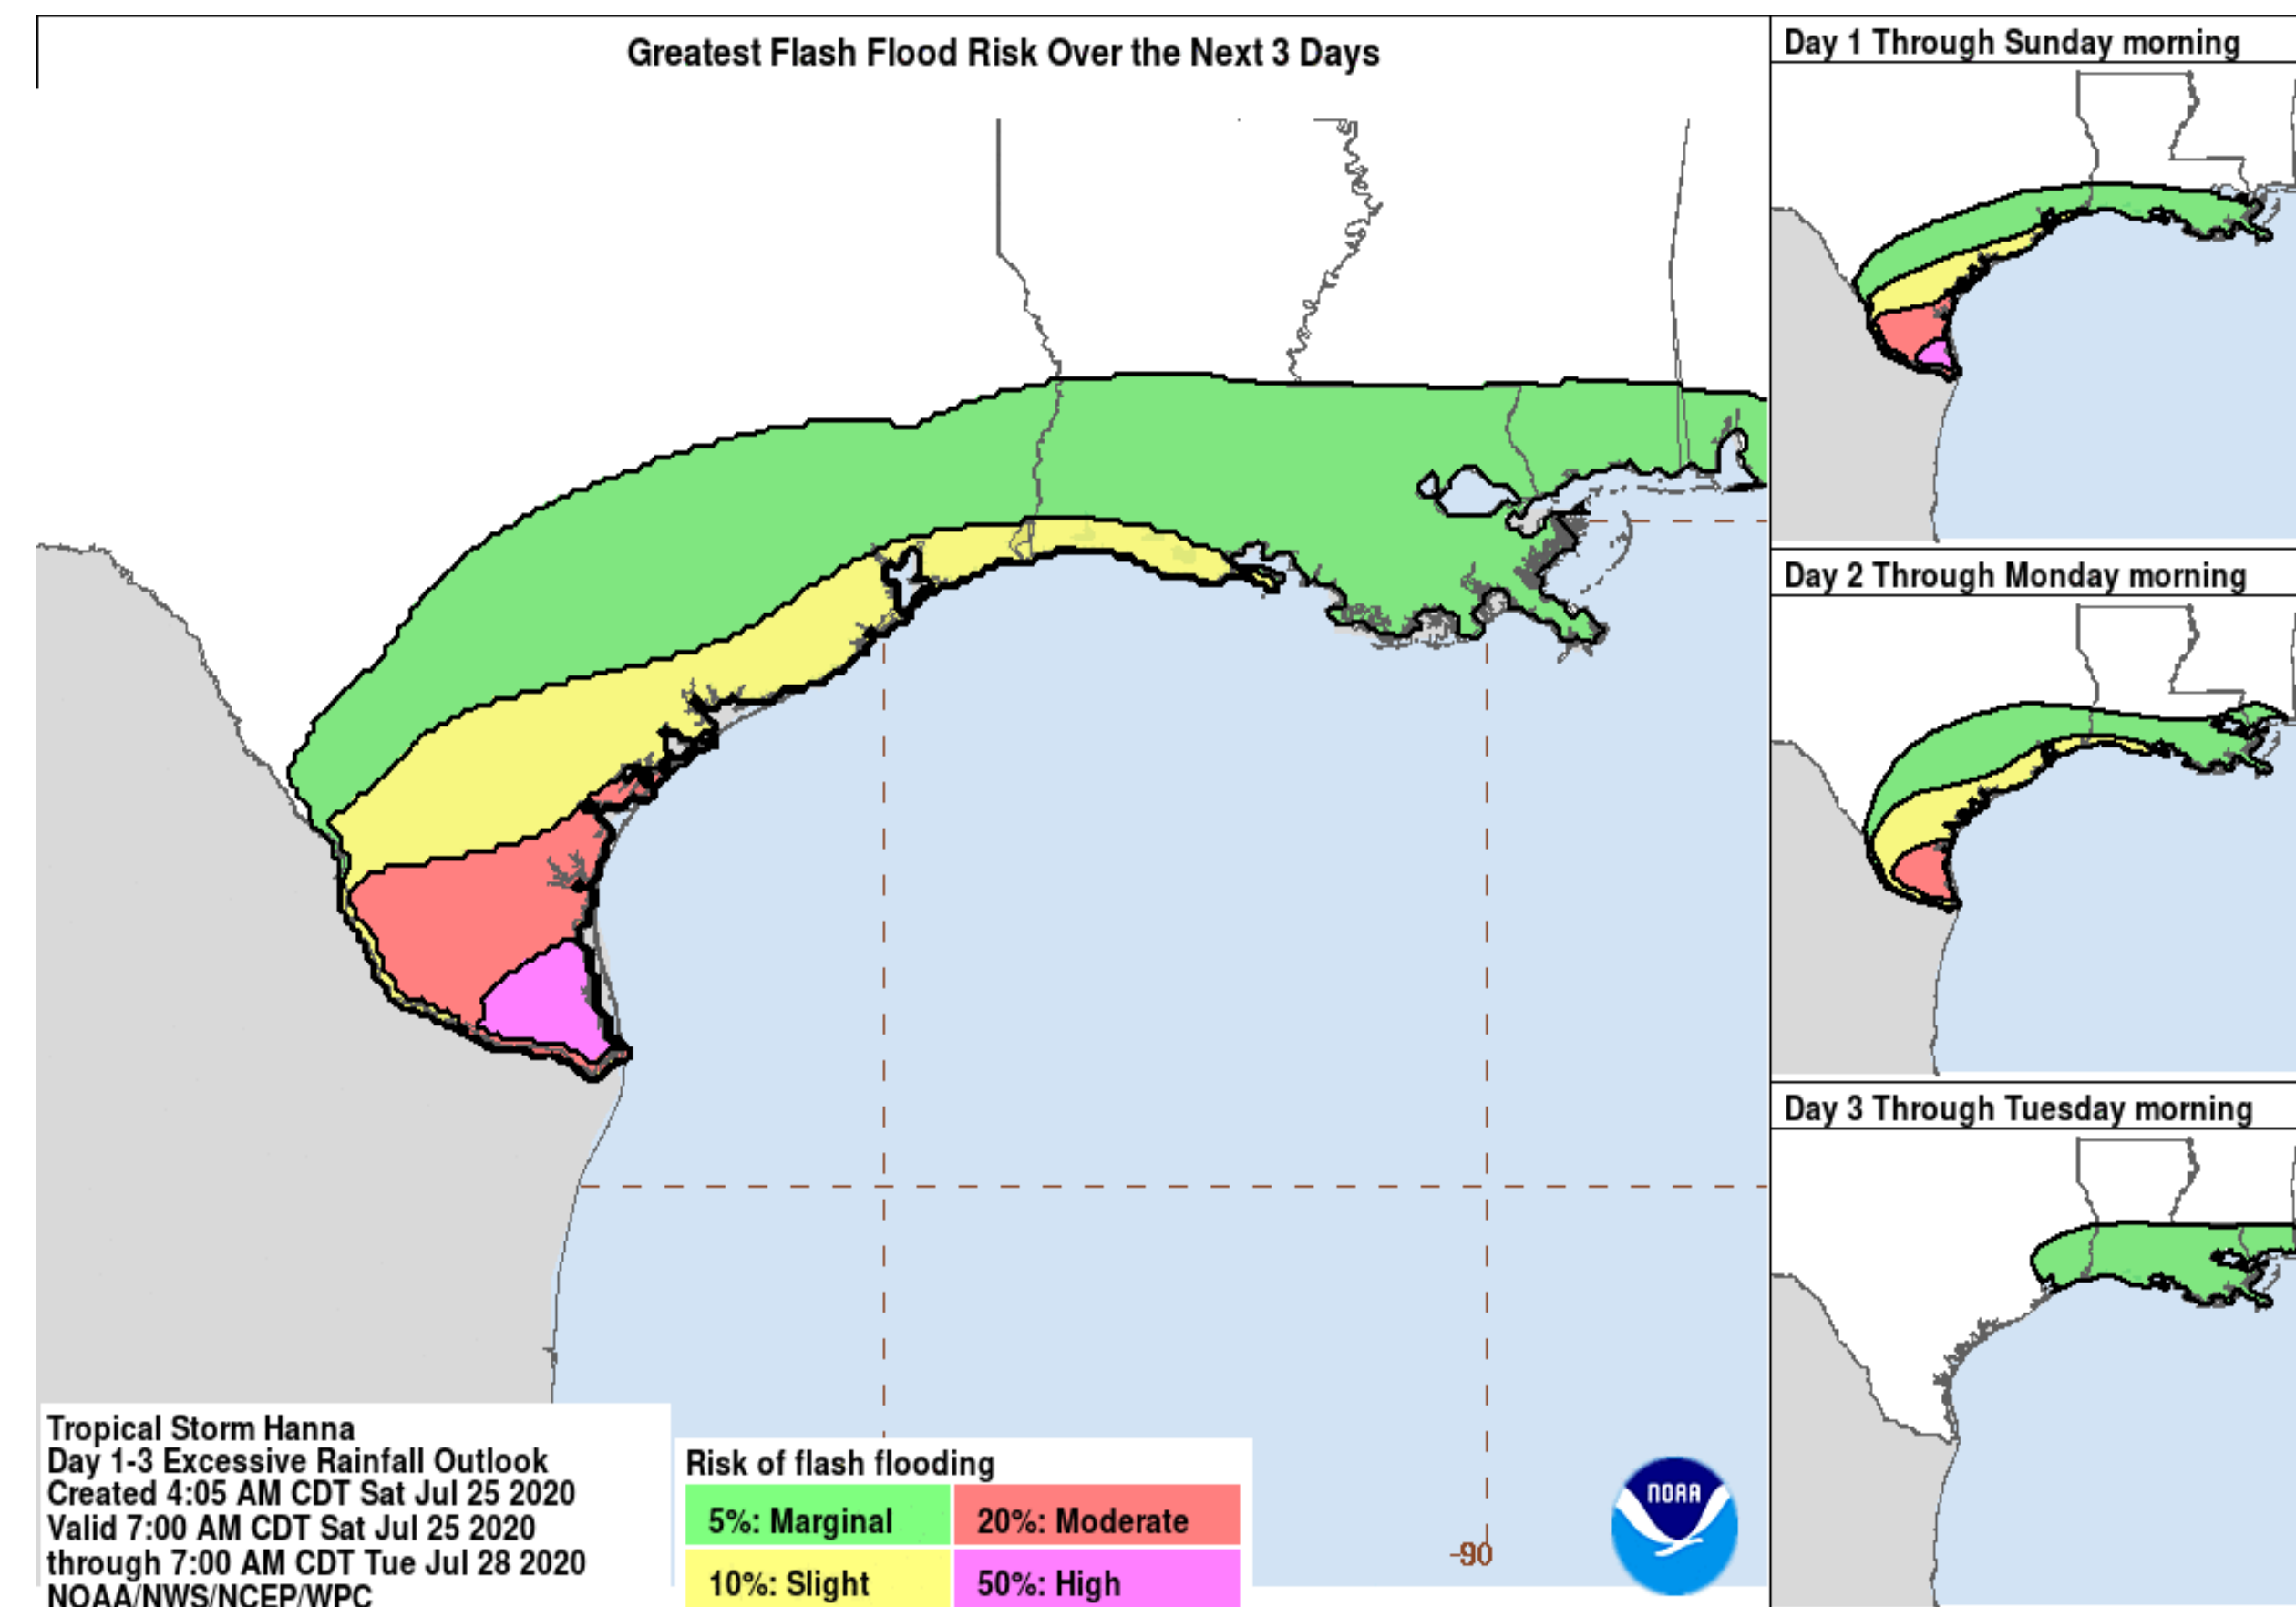 Greatest Flash Flood Risk Over the Next 3 Days
Day 1 Through Sunday morning
Day 2 Through Monday morning
Day 3 Through Tuesday morning
Tropical Storm Hanna
Day 1-3 Excessive Rainfall Outlook
Created 4:05 AM CDT Sat Jul 25 2020
Valid 7:00 AM CDT Sat Jul 25 2020
through 7:00 AM CDT Tue Jul 28 2020
NOAA/NWS/NCEP/WPC
Risk of flash flooding
5%: Marginal
20%: Moderate
10%: Slight
50%: High
-90
NOAA